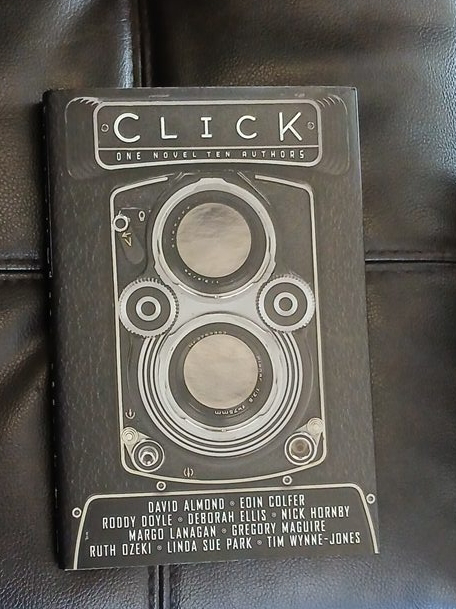 CLICK
ONE NOVEL TEN AUTHORS
DAVID ALMOND • EOIN COLFER
RODDY DOYLE • DEBORAH ELLIS • NICK HORNBY
MARGO LANAGAN • GREGORY MAGUIRE
RUTH OZEKI • LINDA SUE PARK • TIM WYNNE-JONES